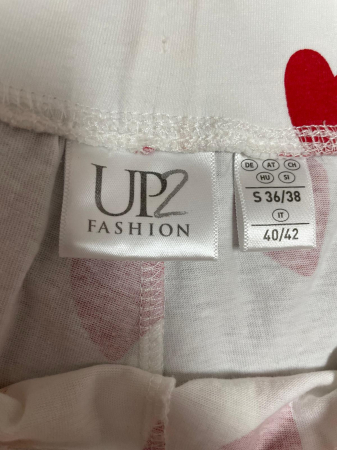 UP2
FASHION
DE AT CH
HU SI
S 36/38
IT
40/42